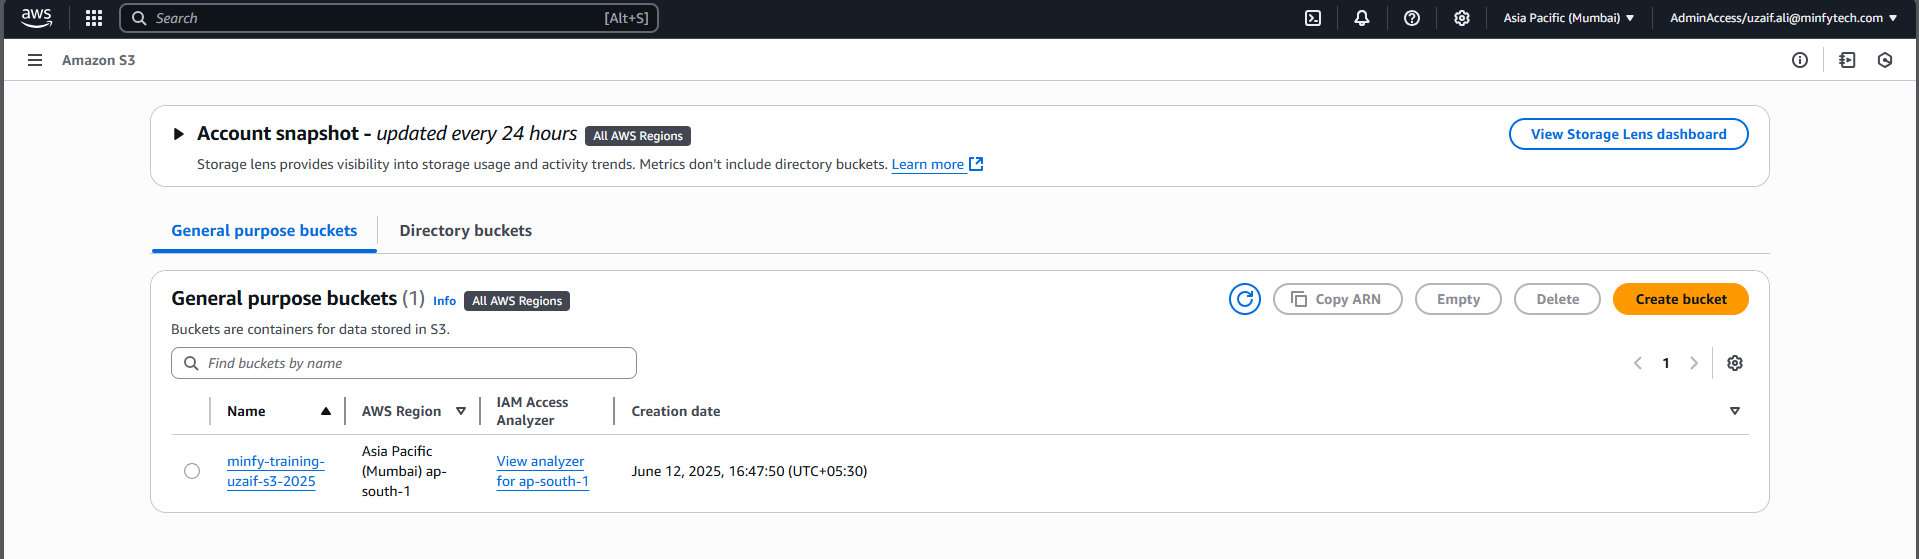 aws
Search [Alt+S]
Asia Pacific (Mumbai)
AdminAccess/uzaif.ali@minfytech.com
Amazon S3
Account snapshot - updated every 24 hours All AWS Regions
View Storage Lens dashboard
Storage lens provides visibility into storage usage and activity trends. Metrics don't include directory buckets. Learn more
General purpose buckets
Directory buckets
General purpose buckets (1) Info All AWS Regions
Copy ARN
Empty
Delete
Create bucket
Buckets are containers for data stored in S3.
Find buckets by name
1
Name
AWS Region
IAM Access
Analyzer
Creation date
minfy-training-
uzaif-s3-2025
Asia Pacific
(Mumbai) ap-
south-1
View analyzer
for ap-south-1
June 12, 2025, 16:47:50 (UTC+05:30)